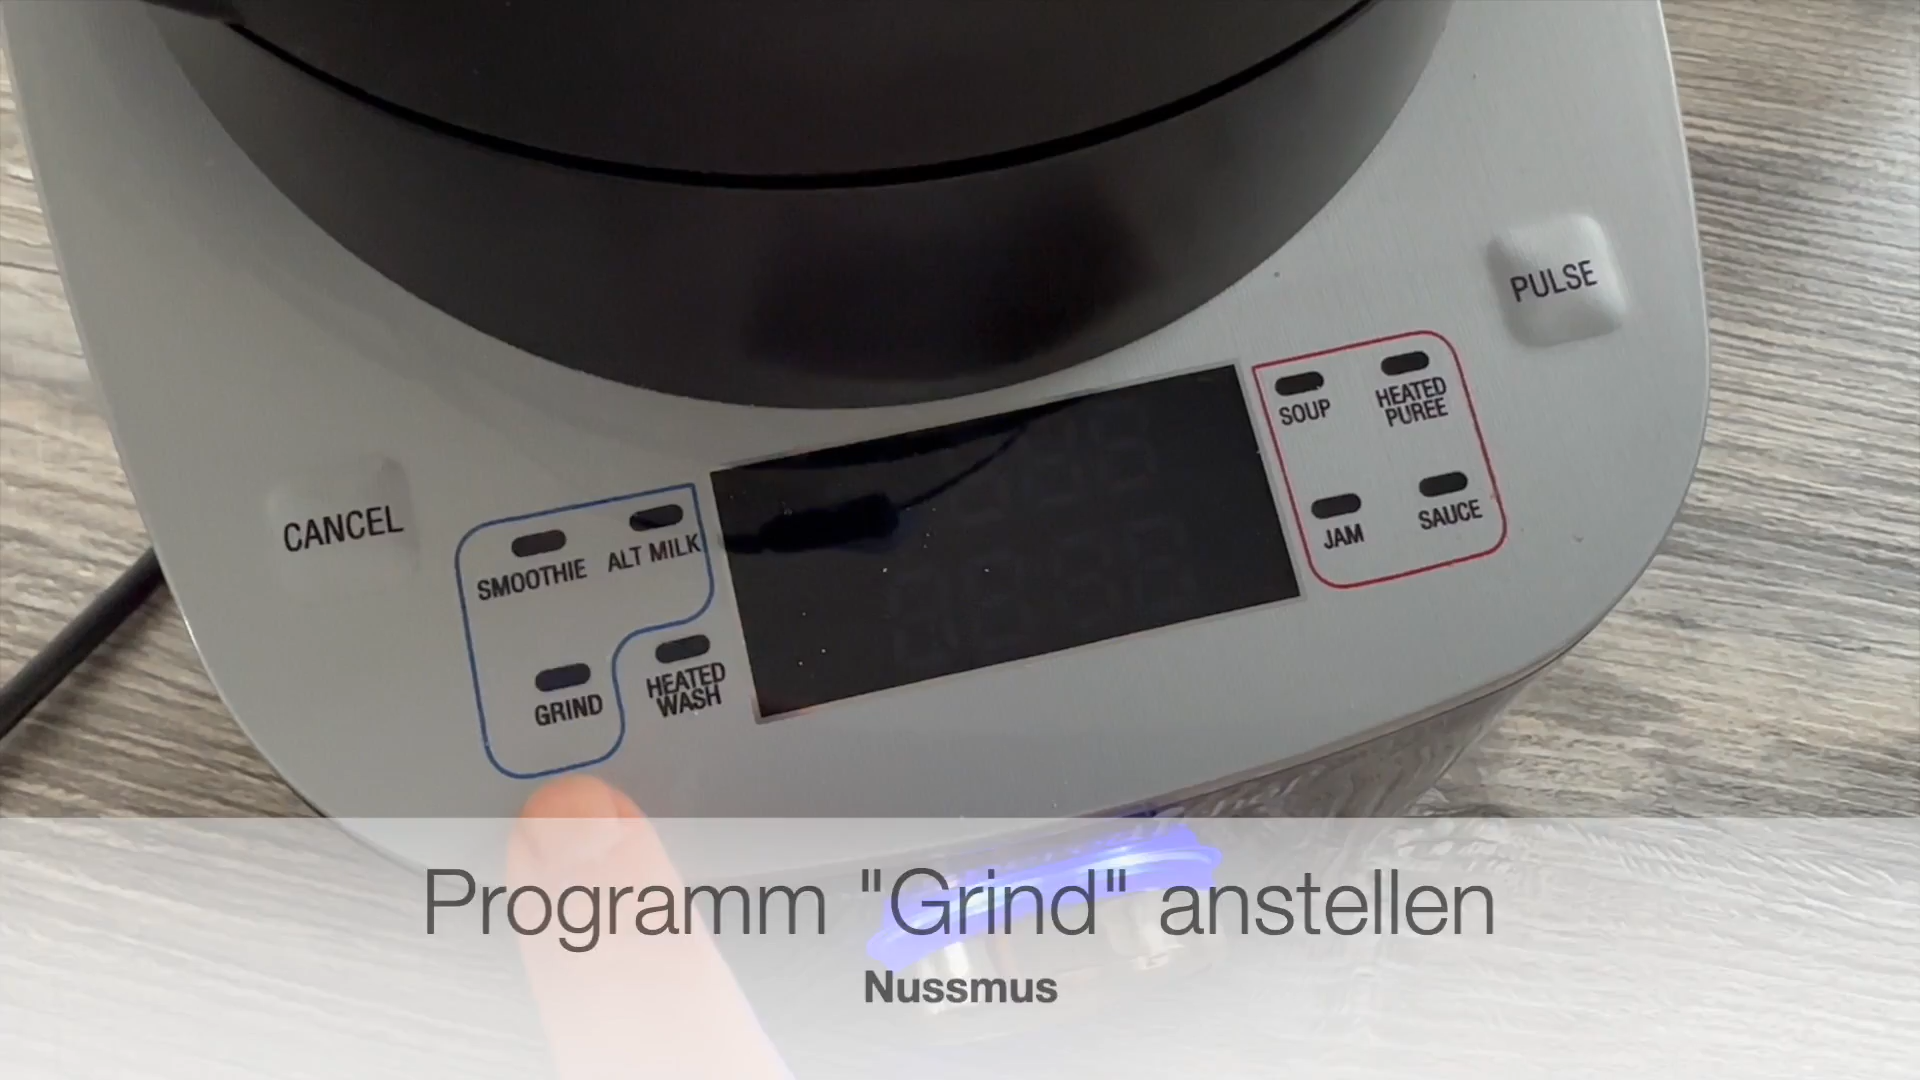 PULSE
SOUP
HEATED
PUREE
JAM
SAUCE
CANCEL
SMOOTHIE
ALT MILK
GRIND
HEATED
WASH
Programm "Grind" anstellen
Nussmus